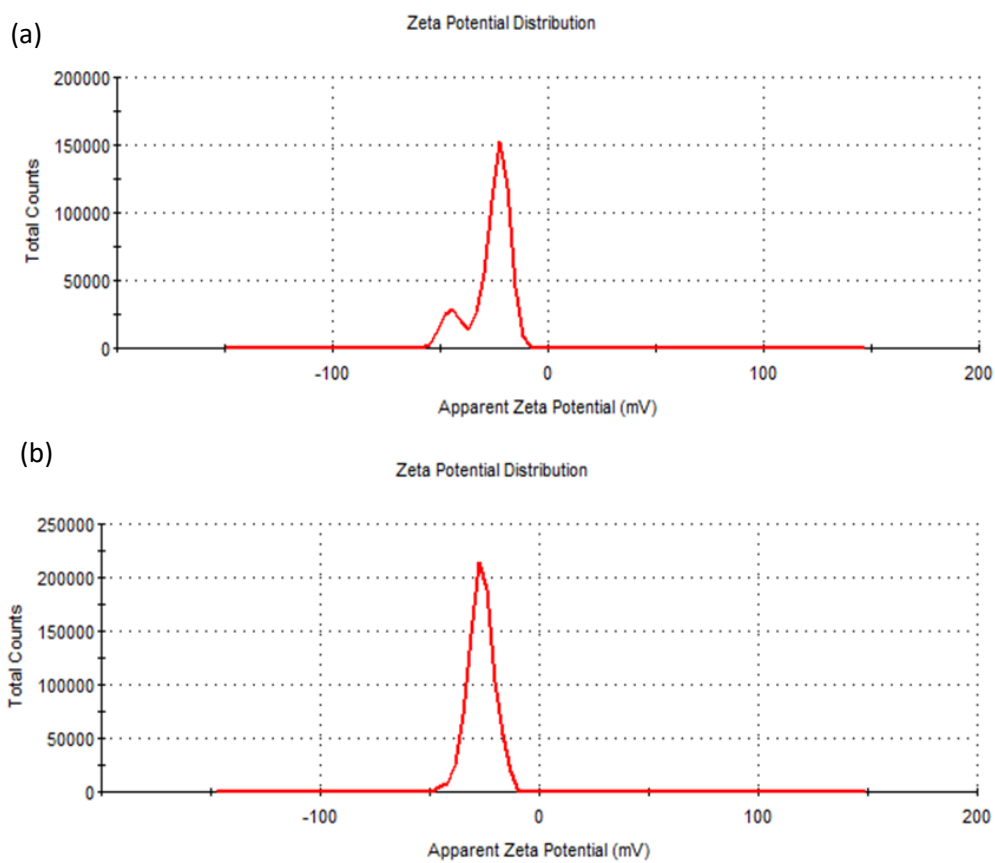 (a)
Zeta Potential Distribution
200000
150000
100000
50000
0
Total Counts
-100 0 100 200
Apparent Zeta Potential (mV)
(b)
Zeta Potential Distribution
250000
200000
150000
100000
50000
0
Total Counts
-100 0 100 200
Apparent Zeta Potential (mV)